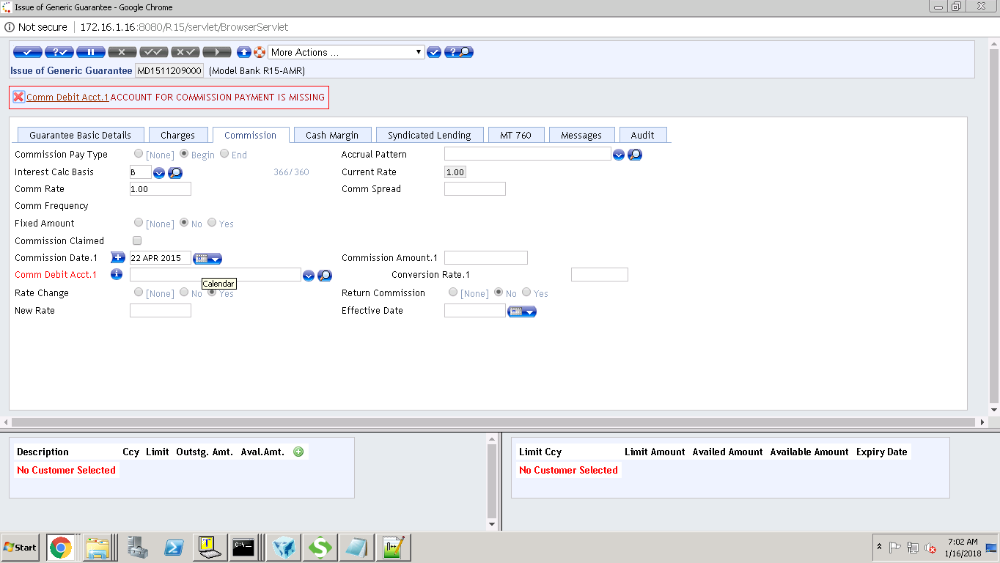 Issue of Generic Guarantee - Google Chrome
Not secure 172.16.1.16:8080/R15/servlet/BrowserServlet
More Actions ...
Issue of Generic Guarantee MD1511209000 (Model Bank R15-AMR)
Comm Debit Acct.1 ACCOUNT FOR COMMISSION PAYMENT IS MISSING
Guarantee Basic Details Charges Commission Cash Margin Syndicated Lending MT 760 Messages Audit
Commission Pay Type [None] Begin End Accrual Pattern
Interest Calc Basis B 366/360 Current Rate 1.00
Comm Rate 1.00 Comm Spread
Comm Frequency
Fixed Amount [None] No Yes
Commission Claimed
Commission Date.1 22 APR 2015 Commission Amount.1
Comm Debit Acct.1 Conversion Rate.1
Calendar
Rate Change [None] No Yes Return Commission [None] No Yes
New Rate Effective Date
Description Ccy Limit Outstg. Amt. Aval.Amt.
No Customer Selected
Limit Ccy Limit Amount Availed Amount Available Amount Expiry Date
No Customer Selected
Start
C:\_
N++
7:02 AM
1/16/2018